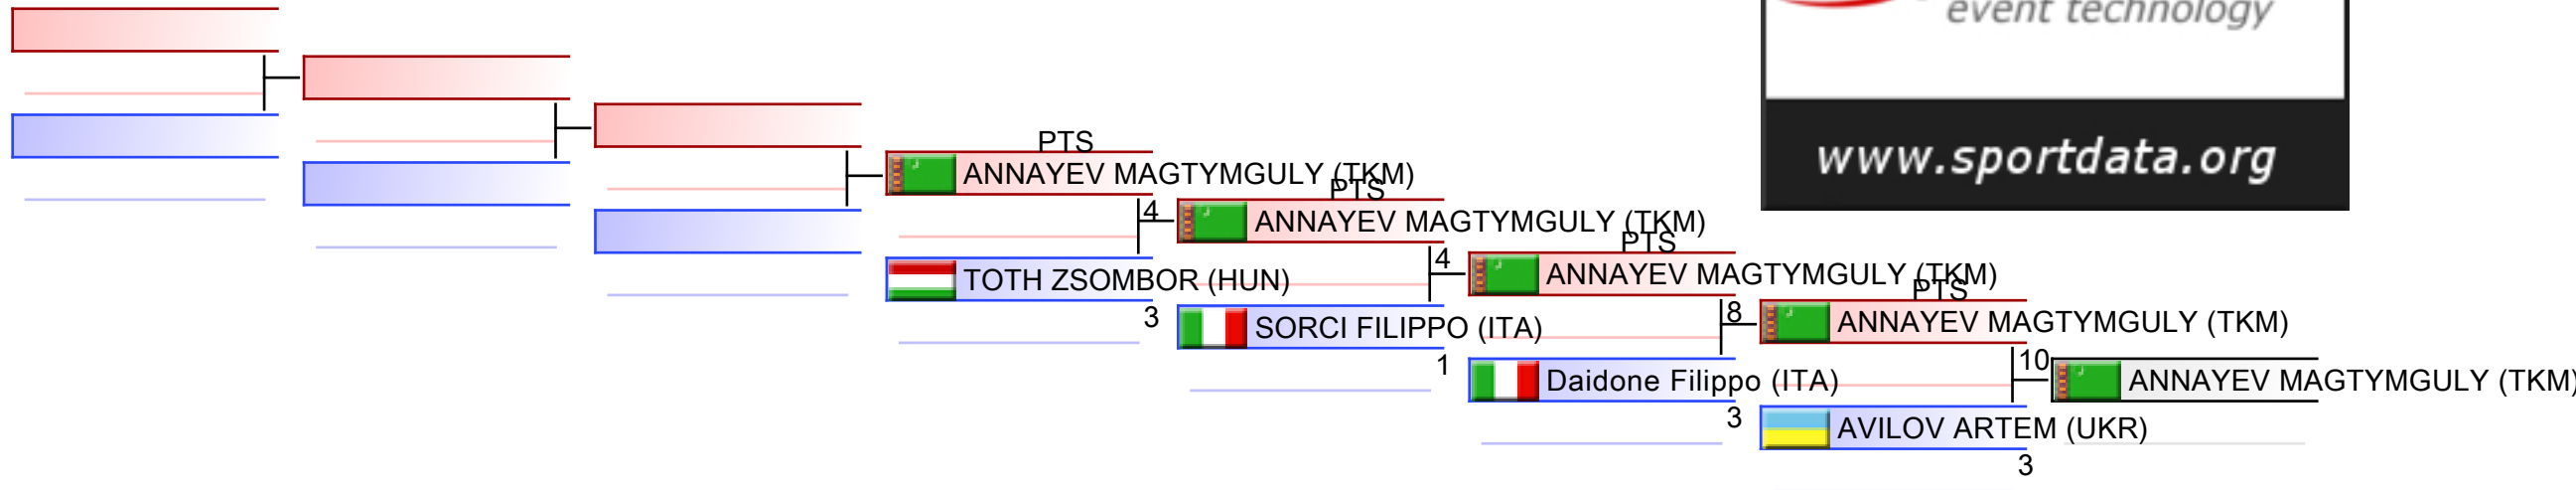 event technology
www.sportdata.org
PTS
ANNAYEV MAGTYMGULY (TKM)
4
TOTH ZSOMBOR (HUN)
3
PTS
ANNAYEV MAGTYMGULY (TKM)
4
SORCI FILIPPO (ITA)
1
PTS
ANNAYEV MAGTYMGULY (TKM)
8
Daidone Filippo (ITA)
3
PTS
ANNAYEV MAGTYMGULY (TKM)
10
AVILOV ARTEM (UKR)
3
ANNAYEV MAGTYMGULY (TKM)